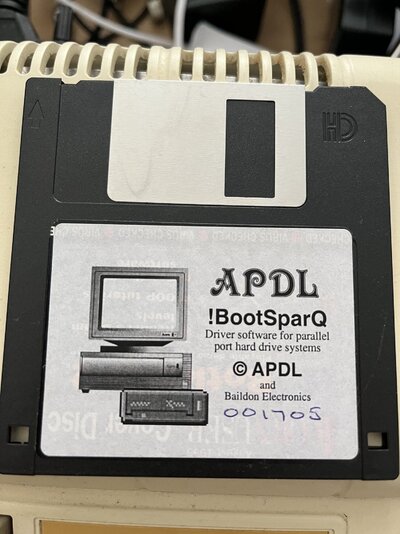 HD
APDL
!BootSparQ
Driver software for parallel
port hard drive systems
© APDL
and
Baildon Electronics
001705